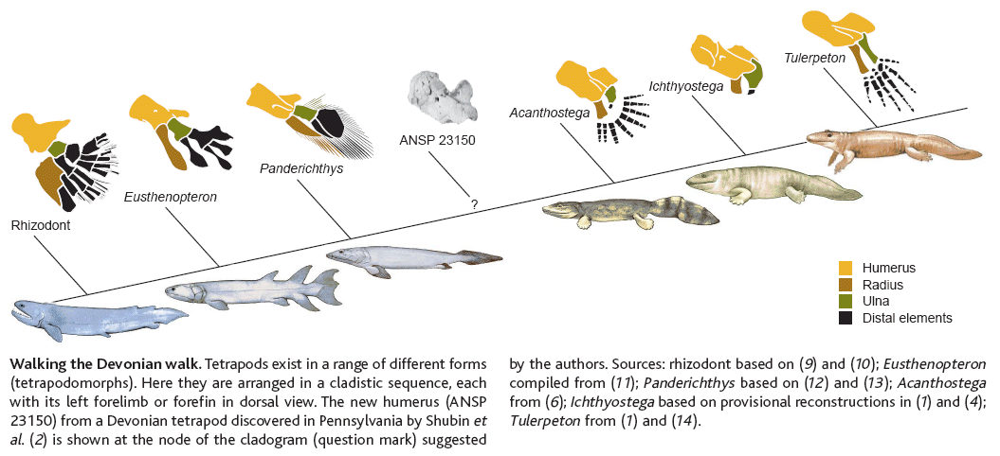 Tulerpeton
Ichthyostega
Acanthostega
ANSP 23150
Panderichthys
Eusthenopteron
Rhizodont
?
Humerus
Radius
Ulna
Distal elements
Walking the Devonian walk. Tetrapods exist in a range of different forms
(tetrapodomorphs). Here they are arranged in a cladistic sequence, each
with its left forelimb or forefin in dorsal view. The new humerus (ANSP
23150) from a Devonian tetrapod discovered in Pennsylvania by Shubin et
al. (2) is shown at the node of the cladogram (question mark) suggested
by the authors. Sources: rhizodont based on (9) and (10); Eusthenopteron
compiled from (11); Panderichthys based on (12) and (13); Acanthostega
from (6); Ichthyostega based on provisional reconstructions in (1) and (4);
Tulerpeton from (1) and (14).